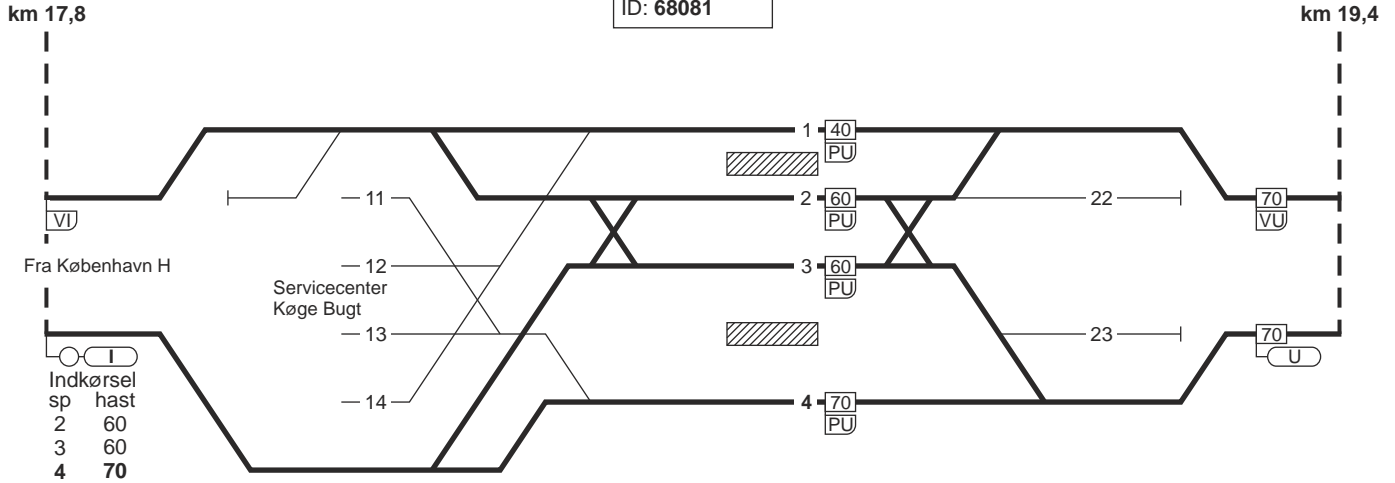 ID: 68081
km 17,8
km 19,4
1 40
PU
11
2 60
PU
22
70
VU
VI
Fra København H
12
3 60
PU
Servicecenter
Køge Bugt
13
23
70
U
I
Indkørsel
sp hast
2 60
3 60
4 70
14
4 70
PU